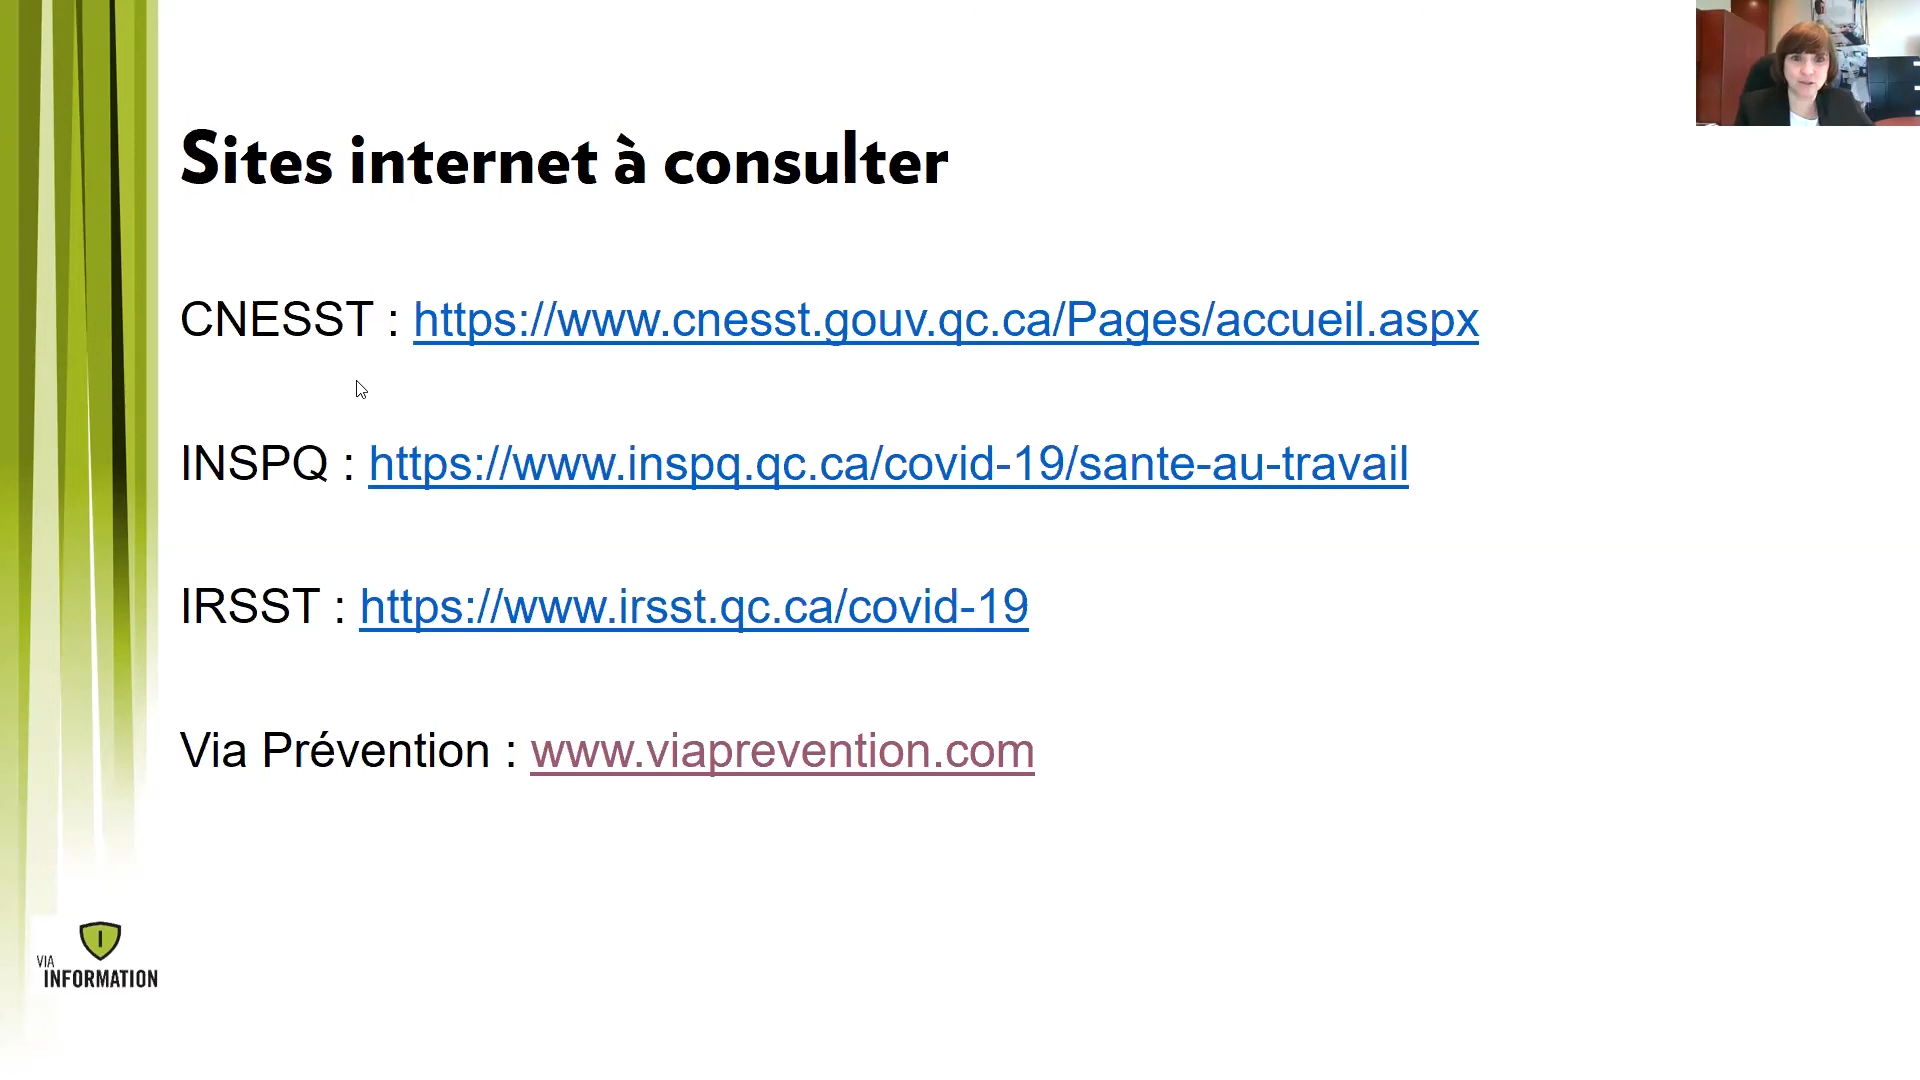 Sites internet à consulter
CNESST : https://www.cnesst.gouv.qc.ca/Pages/accueil.aspx
INSPQ : https://www.inspq.qc.ca/covid-19/sante-au-travail
IRSST : https://www.irsst.qc.ca/covid-19
Via Prévention : www.viaprevention.com
I
VIA
INFORMATION